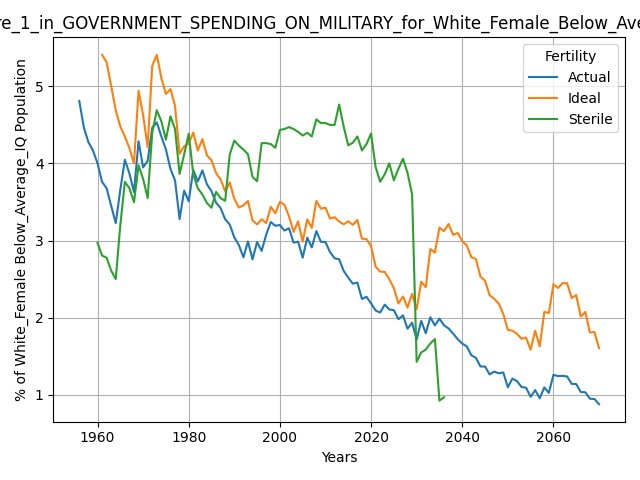 re_1_in_GOVERNMENT_SPENDING_ON_MILITARY_for_White_Female_Below_Ave
Fertility
Actual
Ideal
Sterile
% of White_Female Below_Average_IQ Population
5
4
3
2
1
1960
1980
2000
2020
2040
2060
Years